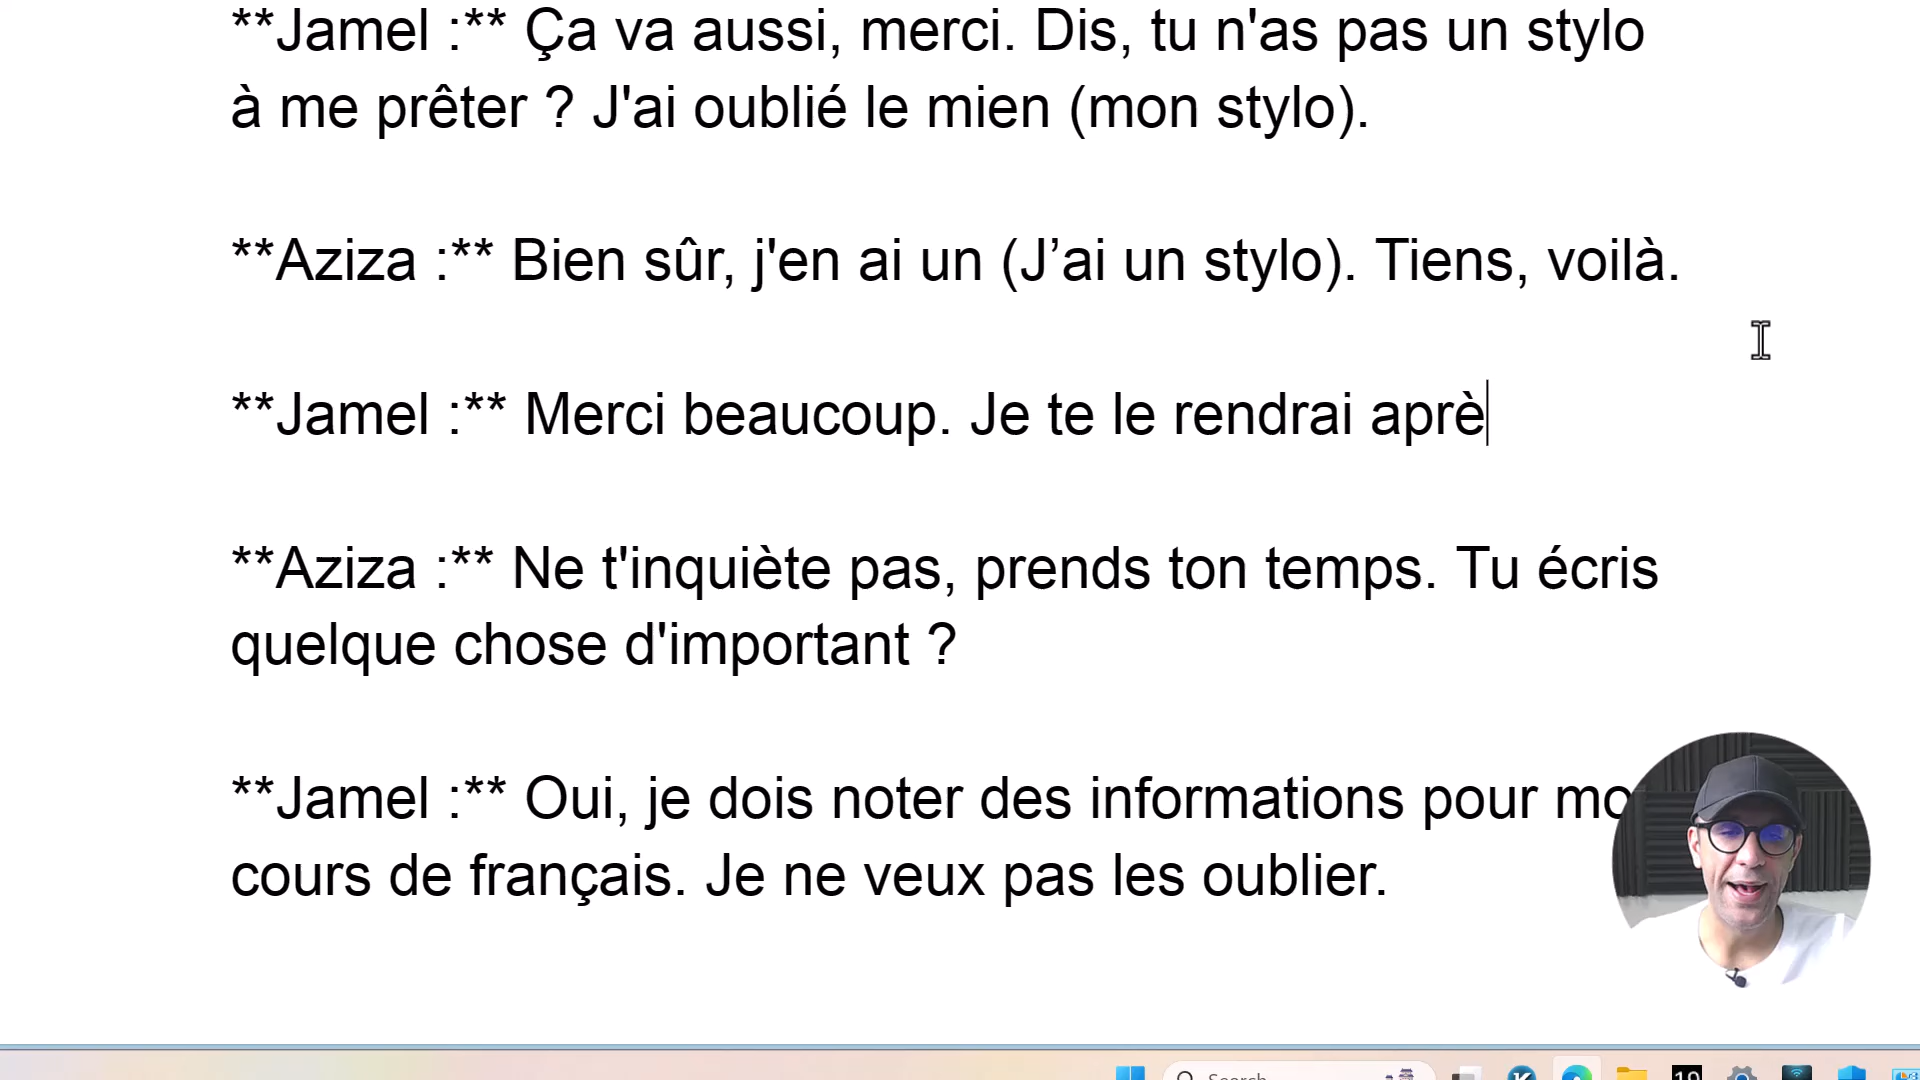 **Jamel :** Ça va aussi, merci. Dis, tu n'as pas un stylo
à me prêter ? J'ai oublié le mien (mon stylo).
**Aziza :** Bien sûr, j'en ai un (J’ai un stylo). Tiens, voilà.
**Jamel :** Merci beaucoup. Je te le rendrai aprè
**Aziza :** Ne t'inquiète pas, prends ton temps. Tu écris
quelque chose d'important ?
**Jamel :** Oui, je dois noter des informations pour mo
cours de français. Je ne veux pas les oublier.
Search